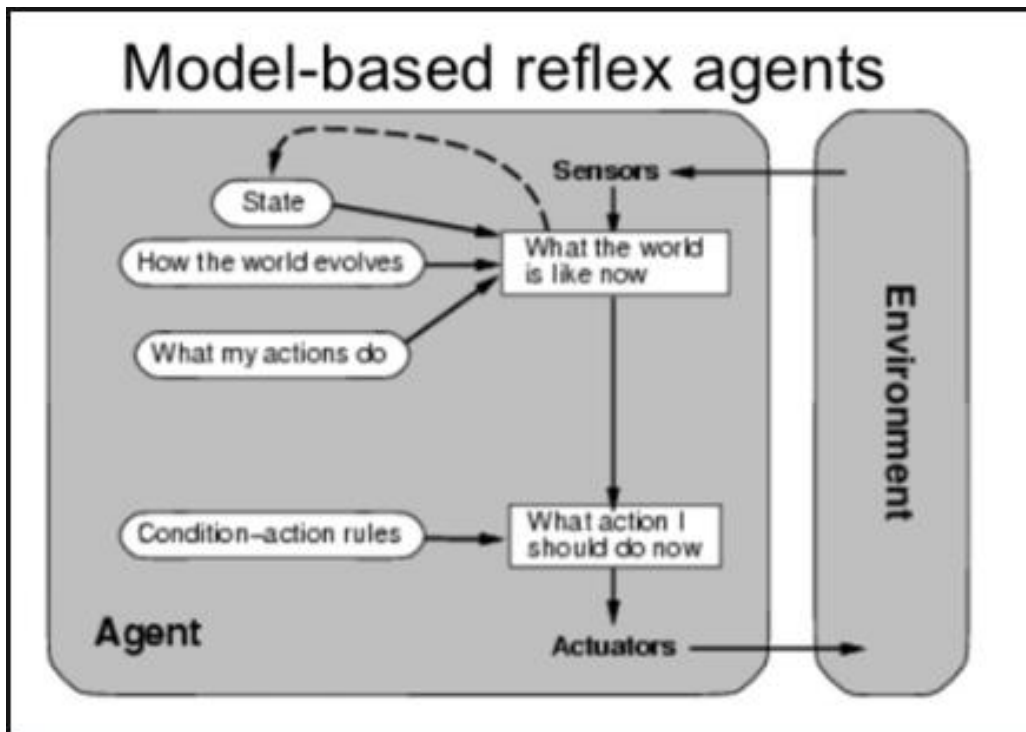 Model-based reflex agents
Sensors
State
What the world
is like now
How the world evolves
What my actions do
Condition–action rules
What action I
should do now
Agent
Actuators
Environment